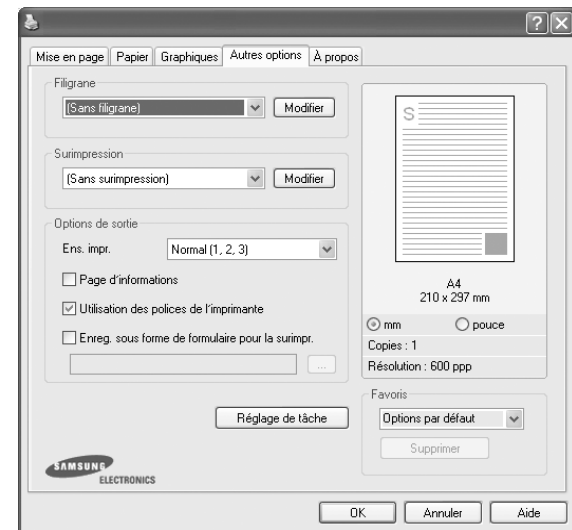 Mise en page Papier Graphiques Autres options À propos
Filigrane
(Sans filigrane) Modifier
Surimpression
(Sans surimpression) Modifier
Options de sortie
Ens. impr. Normal (1, 2, 3)
Page d'informations
Utilisation des polices de l'imprimante
Enreg. sous forme de formulaire pour la surimpr.
...
Réglage de tâche
SAMSUNG
ELECTRONICS
S
A4
210 x 297 mm
mm pouce
Copies : 1
Résolution : 600 ppp
Favoris
Options par défaut
Supprimer
OK Annuler Aide